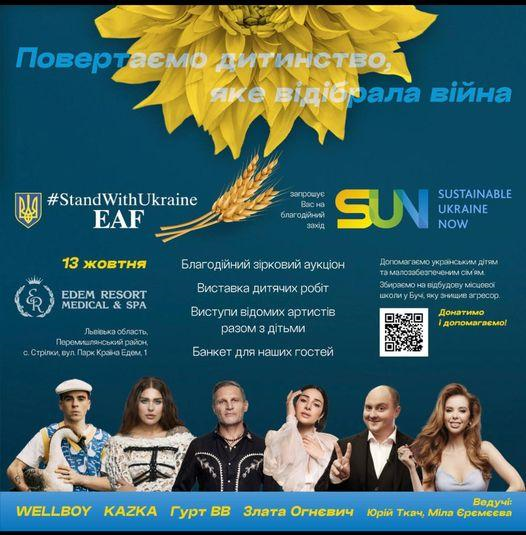 Повертаємо дитинство,
яке відібрала війна
#StandWithUkraine
EAF
запрошує
Вас на
благодійний
захід
SUN
SUSTAINABLE
UKRAINE
NOW
13 жовтня
ER
EDEM RESORT
MEDICAL & SPA
Львівська область,
Перемишлянський район,
с. Стрілки, вул. Парк Країна Едем, 1
Благодійний зірковий аукціон
Виставка дитячих робіт
Виступи відомих артистів
разом з дітьми
Банкет для наших гостей
Допомагаємо українським дітям
та малозабезпеченим сім'ям.
Збираємо на відбудову місцевої
школи у Бучі, яку знищив агресор.
Донатимо
і допомагаємо!
WELLBOY KAZKA Гурт ВВ Злата Огнєвич
Ведучі:
Юрій Ткач, Міла Єремеєва